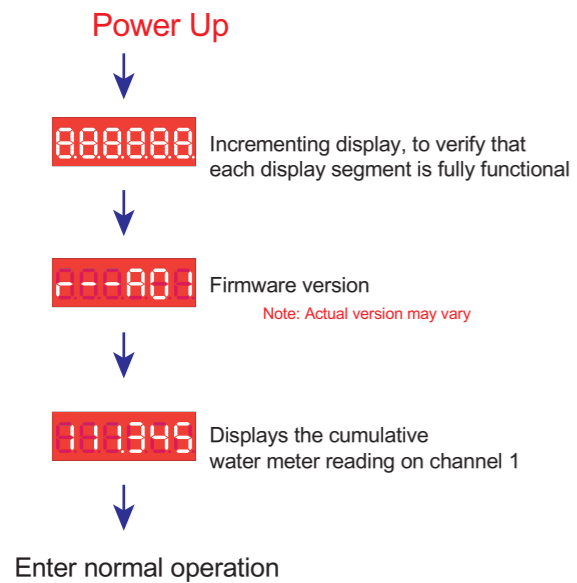 Power Up
8.8.8.8.8.8
Incrementing display, to verify that
each display segment is fully functional
r--A01
Firmware version
Note: Actual version may vary
111.345
Displays the cumulative
water meter reading on channel 1
Enter normal operation